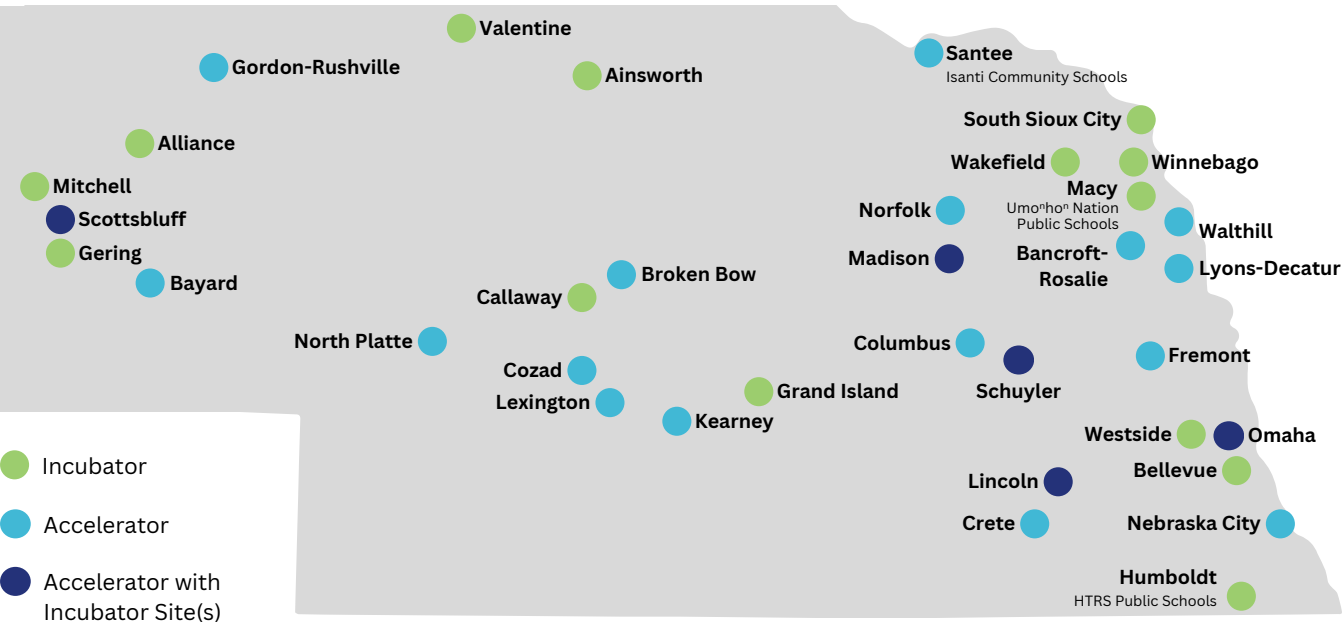 Valentine
Santee
Gordon-Rushville
Ainsworth
Isanti Community Schools
South Sioux City
Alliance
Wakefield
Winnebago
Mitchell
Macy
Umoⁿhoⁿ Nation
Public Schools
Norfolk
Scottsbluff
Walthill
Gering
Madison
Bancroft-
Rosalie
Lyons-Decatur
Bayard
Broken Bow
Callaway
North Platte
Columbus
Fremont
Cozad
Schuyler
Grand Island
Lexington
Kearney
Westside
Omaha
Incubator
Bellevue
Lincoln
Accelerator
Crete
Nebraska City
Accelerator with
Incubator Site(s)
Humboldt
HTRS Public Schools